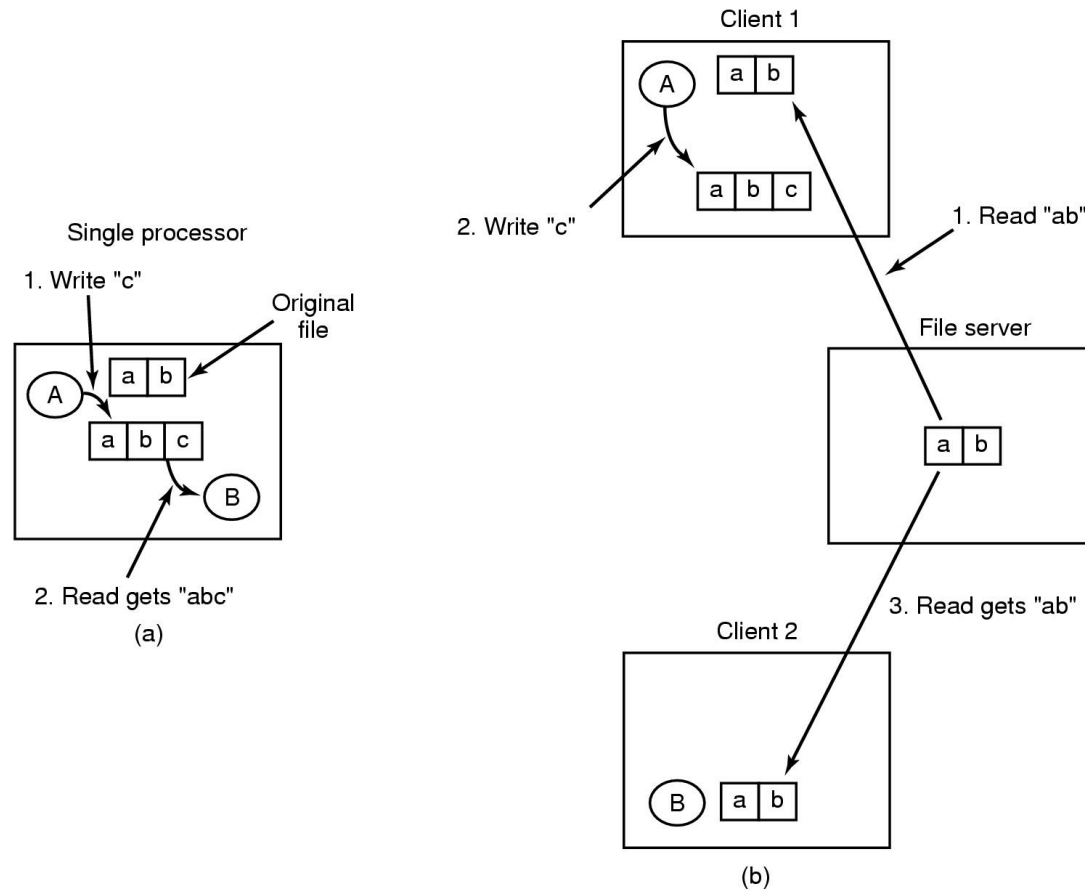 Single processor
1. Write "c"
Original
file
A
a b
a b c
B
2. Read gets "abc"
(a)
Client 1
A
a b
a b c
2. Write "c"
1. Read "ab"
File server
a b
3. Read gets "ab"
Client 2
B
a b
(b)